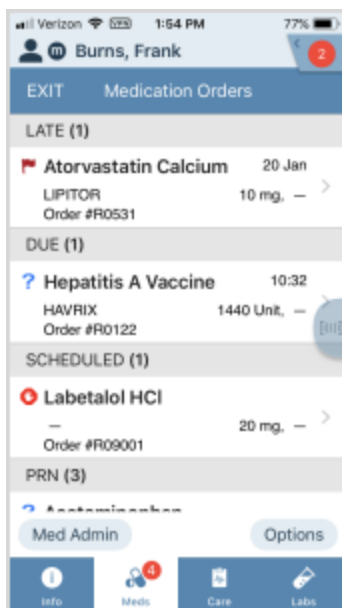 Verizon VPN 1:54 PM 77%
m Burns, Frank 2
EXIT Medication Orders
LATE (1)
Atorvastatin Calcium 20 Jan
LIPITOR 10 mg, —
Order #R0531
DUE (1)
? Hepatitis A Vaccine 10:32
HAVRIX 1440 Unit, —
Order #R0122
SCHEDULED (1)
Labetalol HCl
— 20 mg, —
Order #R09001
PRN (3)
? Acetaminophen
Med Admin Options
4
Info Meds Care Labs